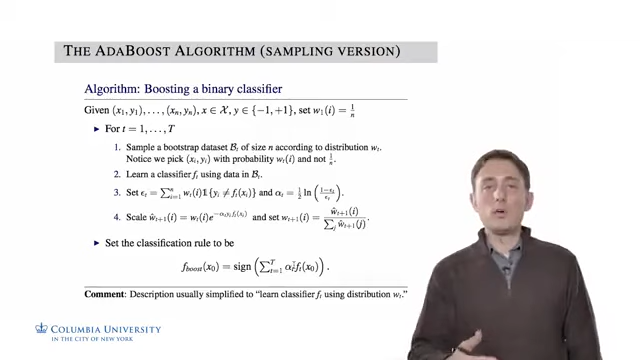 THE ADABOOST ALGORITHM (SAMPLING VERSION)
Algorithm: Boosting a binary classifier
Given (x₁, y₁), . . . , (xₙ, yₙ), x ∈ 𝒳, y ∈ {−1, +1}, set w₁(i) = 1/n
▶ For t = 1, . . . , T
1. Sample a bootstrap dataset ℬₜ of size n according to distribution wₜ.
Notice we pick (xᵢ, yᵢ) with probability wₜ(i) and not 1/n.
2. Learn a classifier fₜ using data in ℬₜ.
3. Set ϵₜ = ∑ⁿᵢ₌₁ wₜ(i)𝟙{yᵢ ≠ fₜ(xᵢ)} and αₜ = ½ ln((1−ϵₜ)/ϵₜ).
4. Scale ŵₜ₊₁(i) = wₜ(i)e^{−αₜyᵢfₜ(xᵢ)} and set wₜ₊₁(i) = ŵₜ₊₁(i)/∑ⱼ ŵₜ₊₁(j).
▶ Set the classification rule to be
f_boost(x₀) = sign(∑ᵀₜ₌₁ αₜfₜ(x₀)).
Comment: Description usually simplified to “learn classifier fₜ using distribution wₜ.”
COLUMBIA UNIVERSITY
IN THE CITY OF NEW YORK